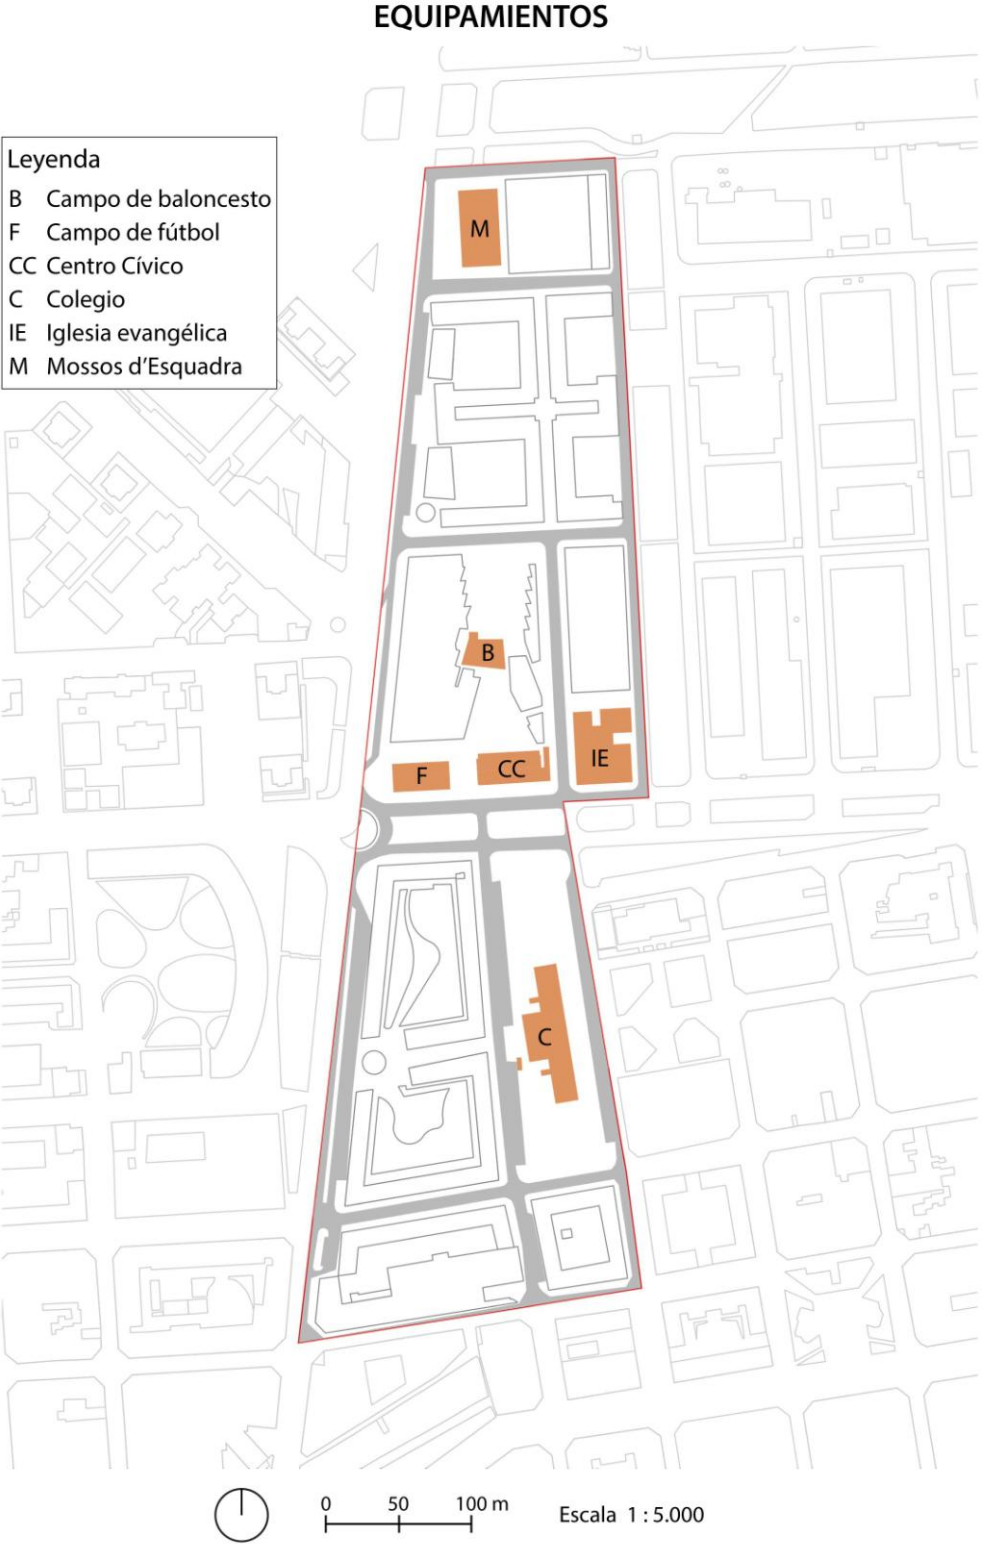 EQUIPAMIENTOS
Leyenda
B Campo de baloncesto
F Campo de fútbol
CC Centro Cívico
C Colegio
IE Iglesia evangélica
M Mossos d'Esquadra
M
B
F
CC
IE
C
0 50 100 m
Escala 1 : 5.000